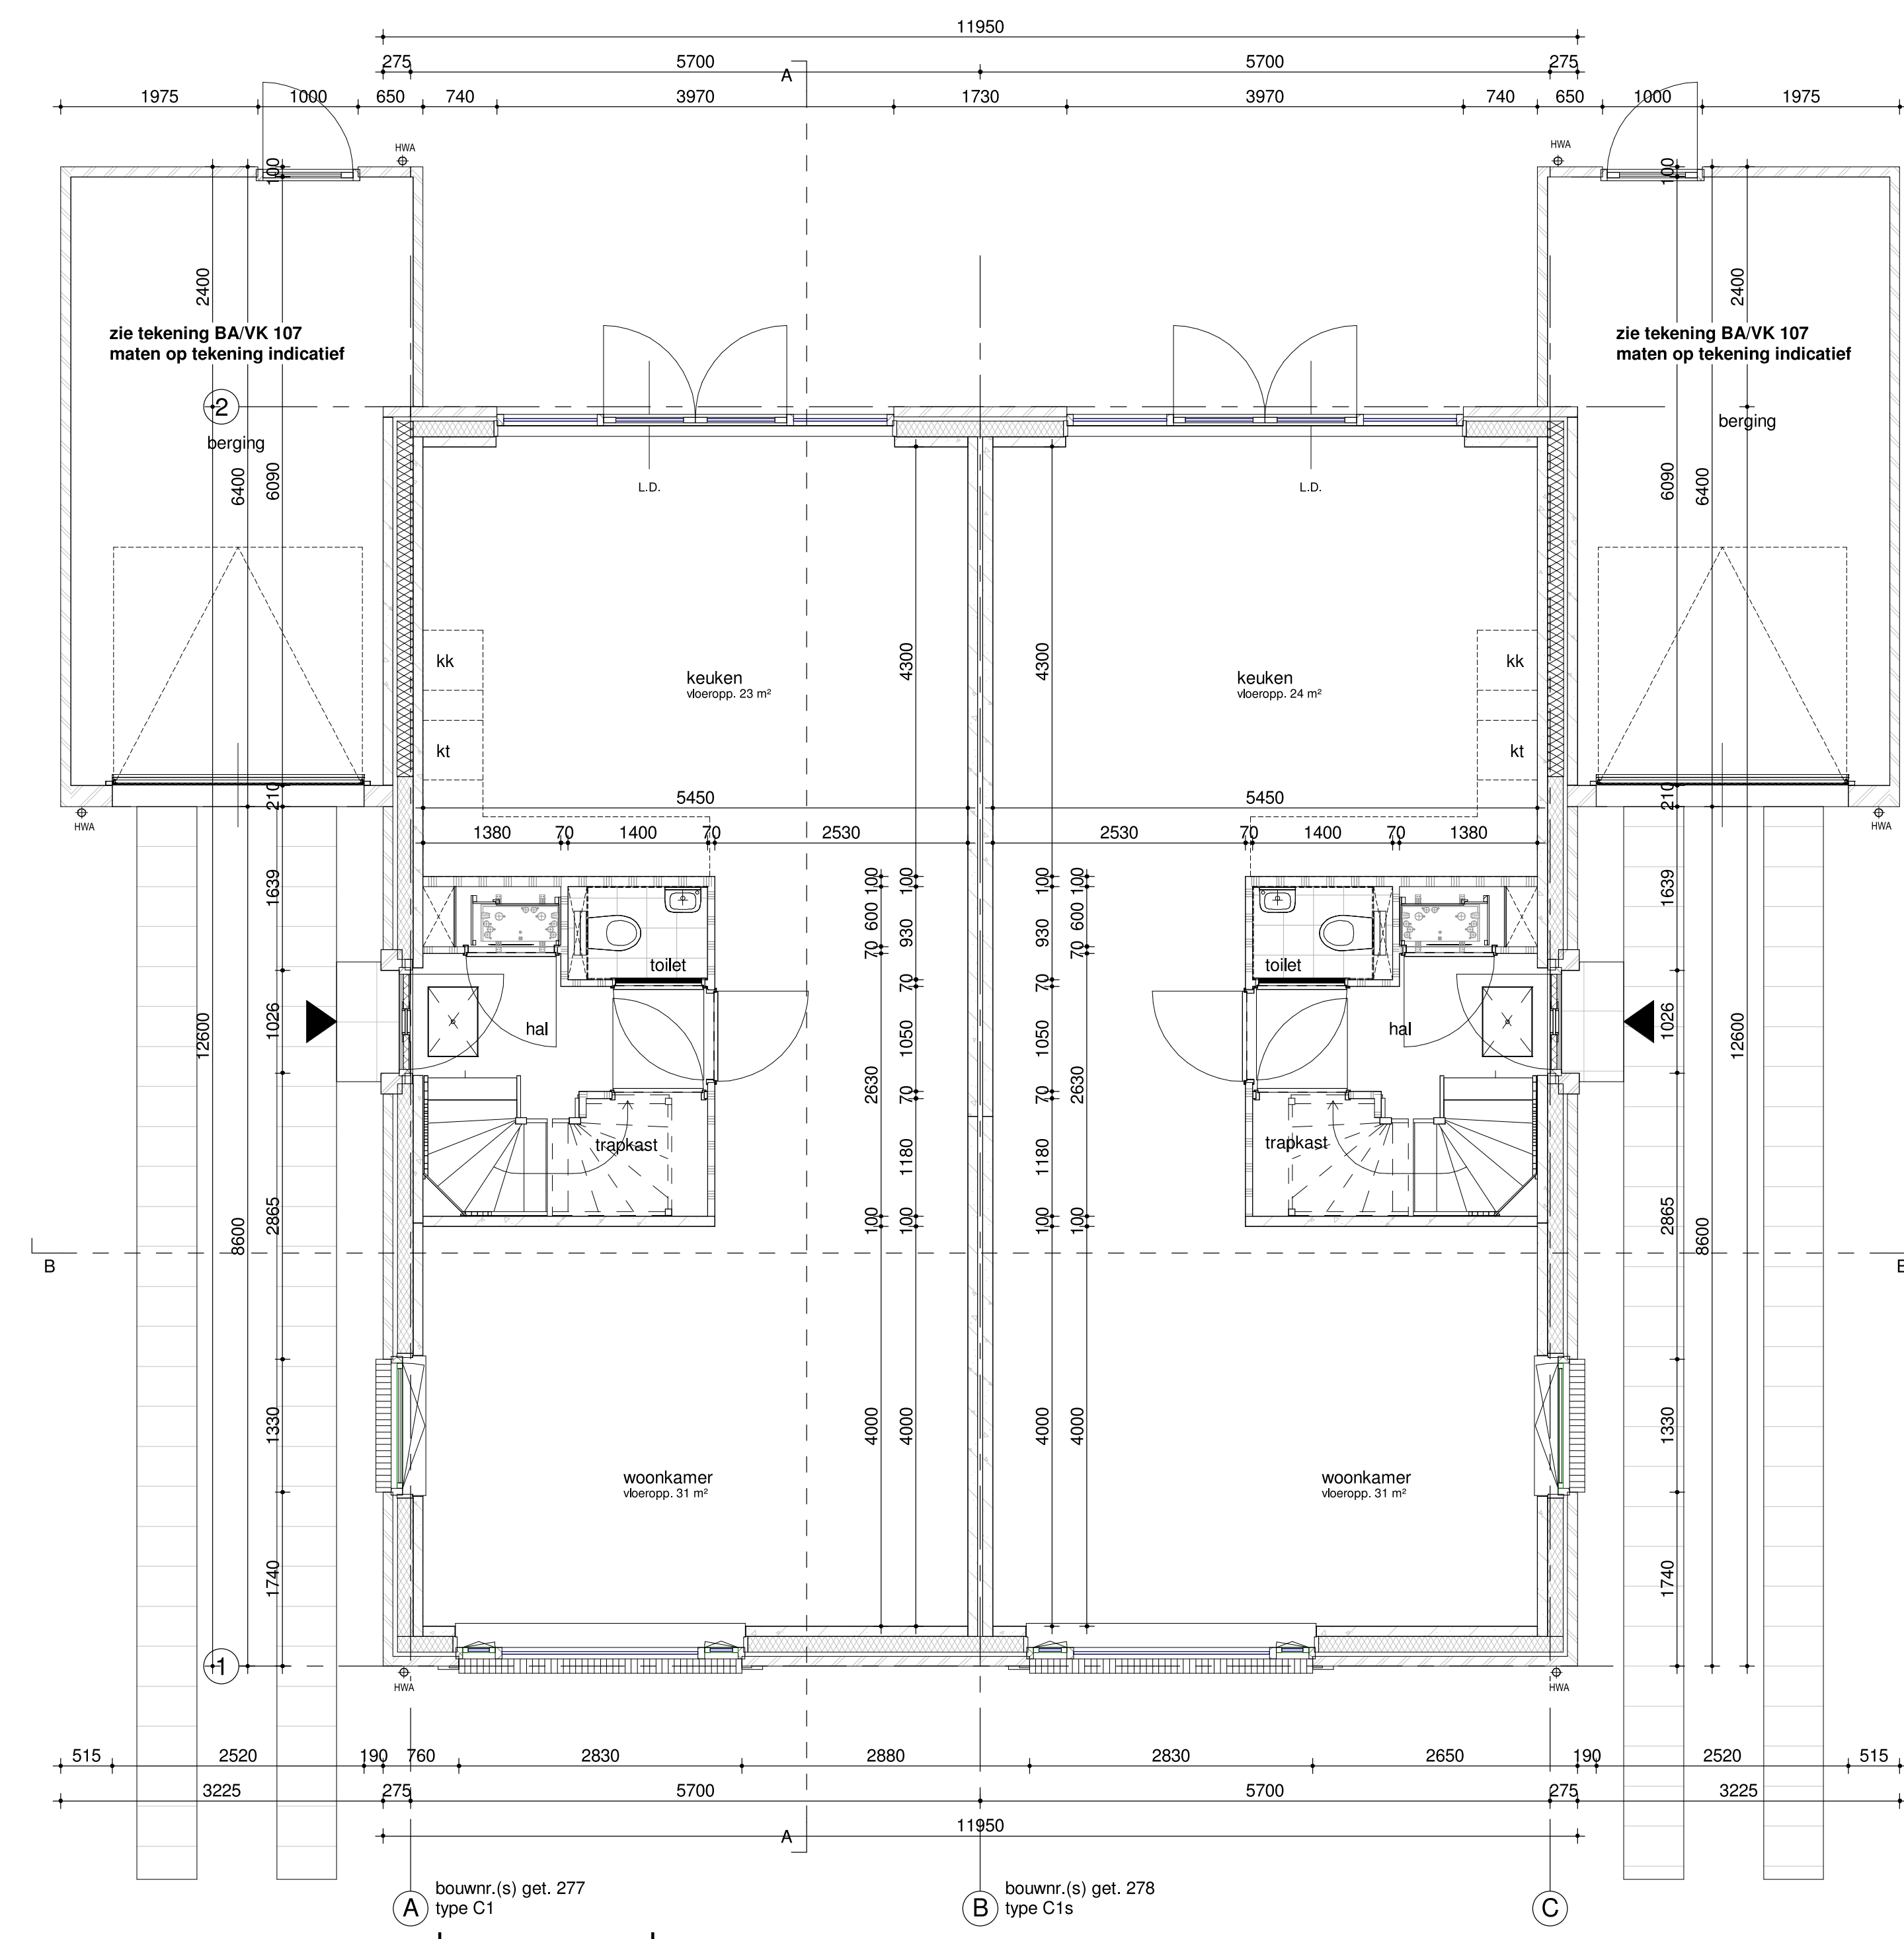 11950
275 5700 A 5700 275
1975 1000 650 740 3970 1730 3970 740 650 1000 1975
HWA HWA
100 100
2400 2400
zie tekening BA/VK 107
maten op tekening indicatief
zie tekening BA/VK 107
maten op tekening indicatief
2
berging berging
6400 6090 6090 6400
L.D. L.D.
kk kk
4300 4300
keuken
vloeropp. 23 m²
keuken
vloeropp. 24 m²
kt kt
210 5450 5450 210
HWA HWA
1380 70 1400 70 2530 2530 70 1400 70 1380
1639 100 100 100 100 1639
600 930 930 600
70 70
toilet toilet
70 70
12600 1026 hal 1050 1050 hal 1026 12600
2630 2630
70 70
trapkast trapkast
1180 1180
8600 2865 100 100 100 100 2865 8600
B
1330 4000 4000 4000 4000 1330
woonkamer
vloeropp. 31 m²
woonkamer
vloeropp. 31 m²
1740 1740
1
HWA HWA
515 2520 190 760 2830 2880 2830 2650 190 2520 515
3225 275 5700 5700 275 3225
A 11950
A
bouwnr.(s) get. 277
type C1
B
bouwnr.(s) get. 278
type C1s
C